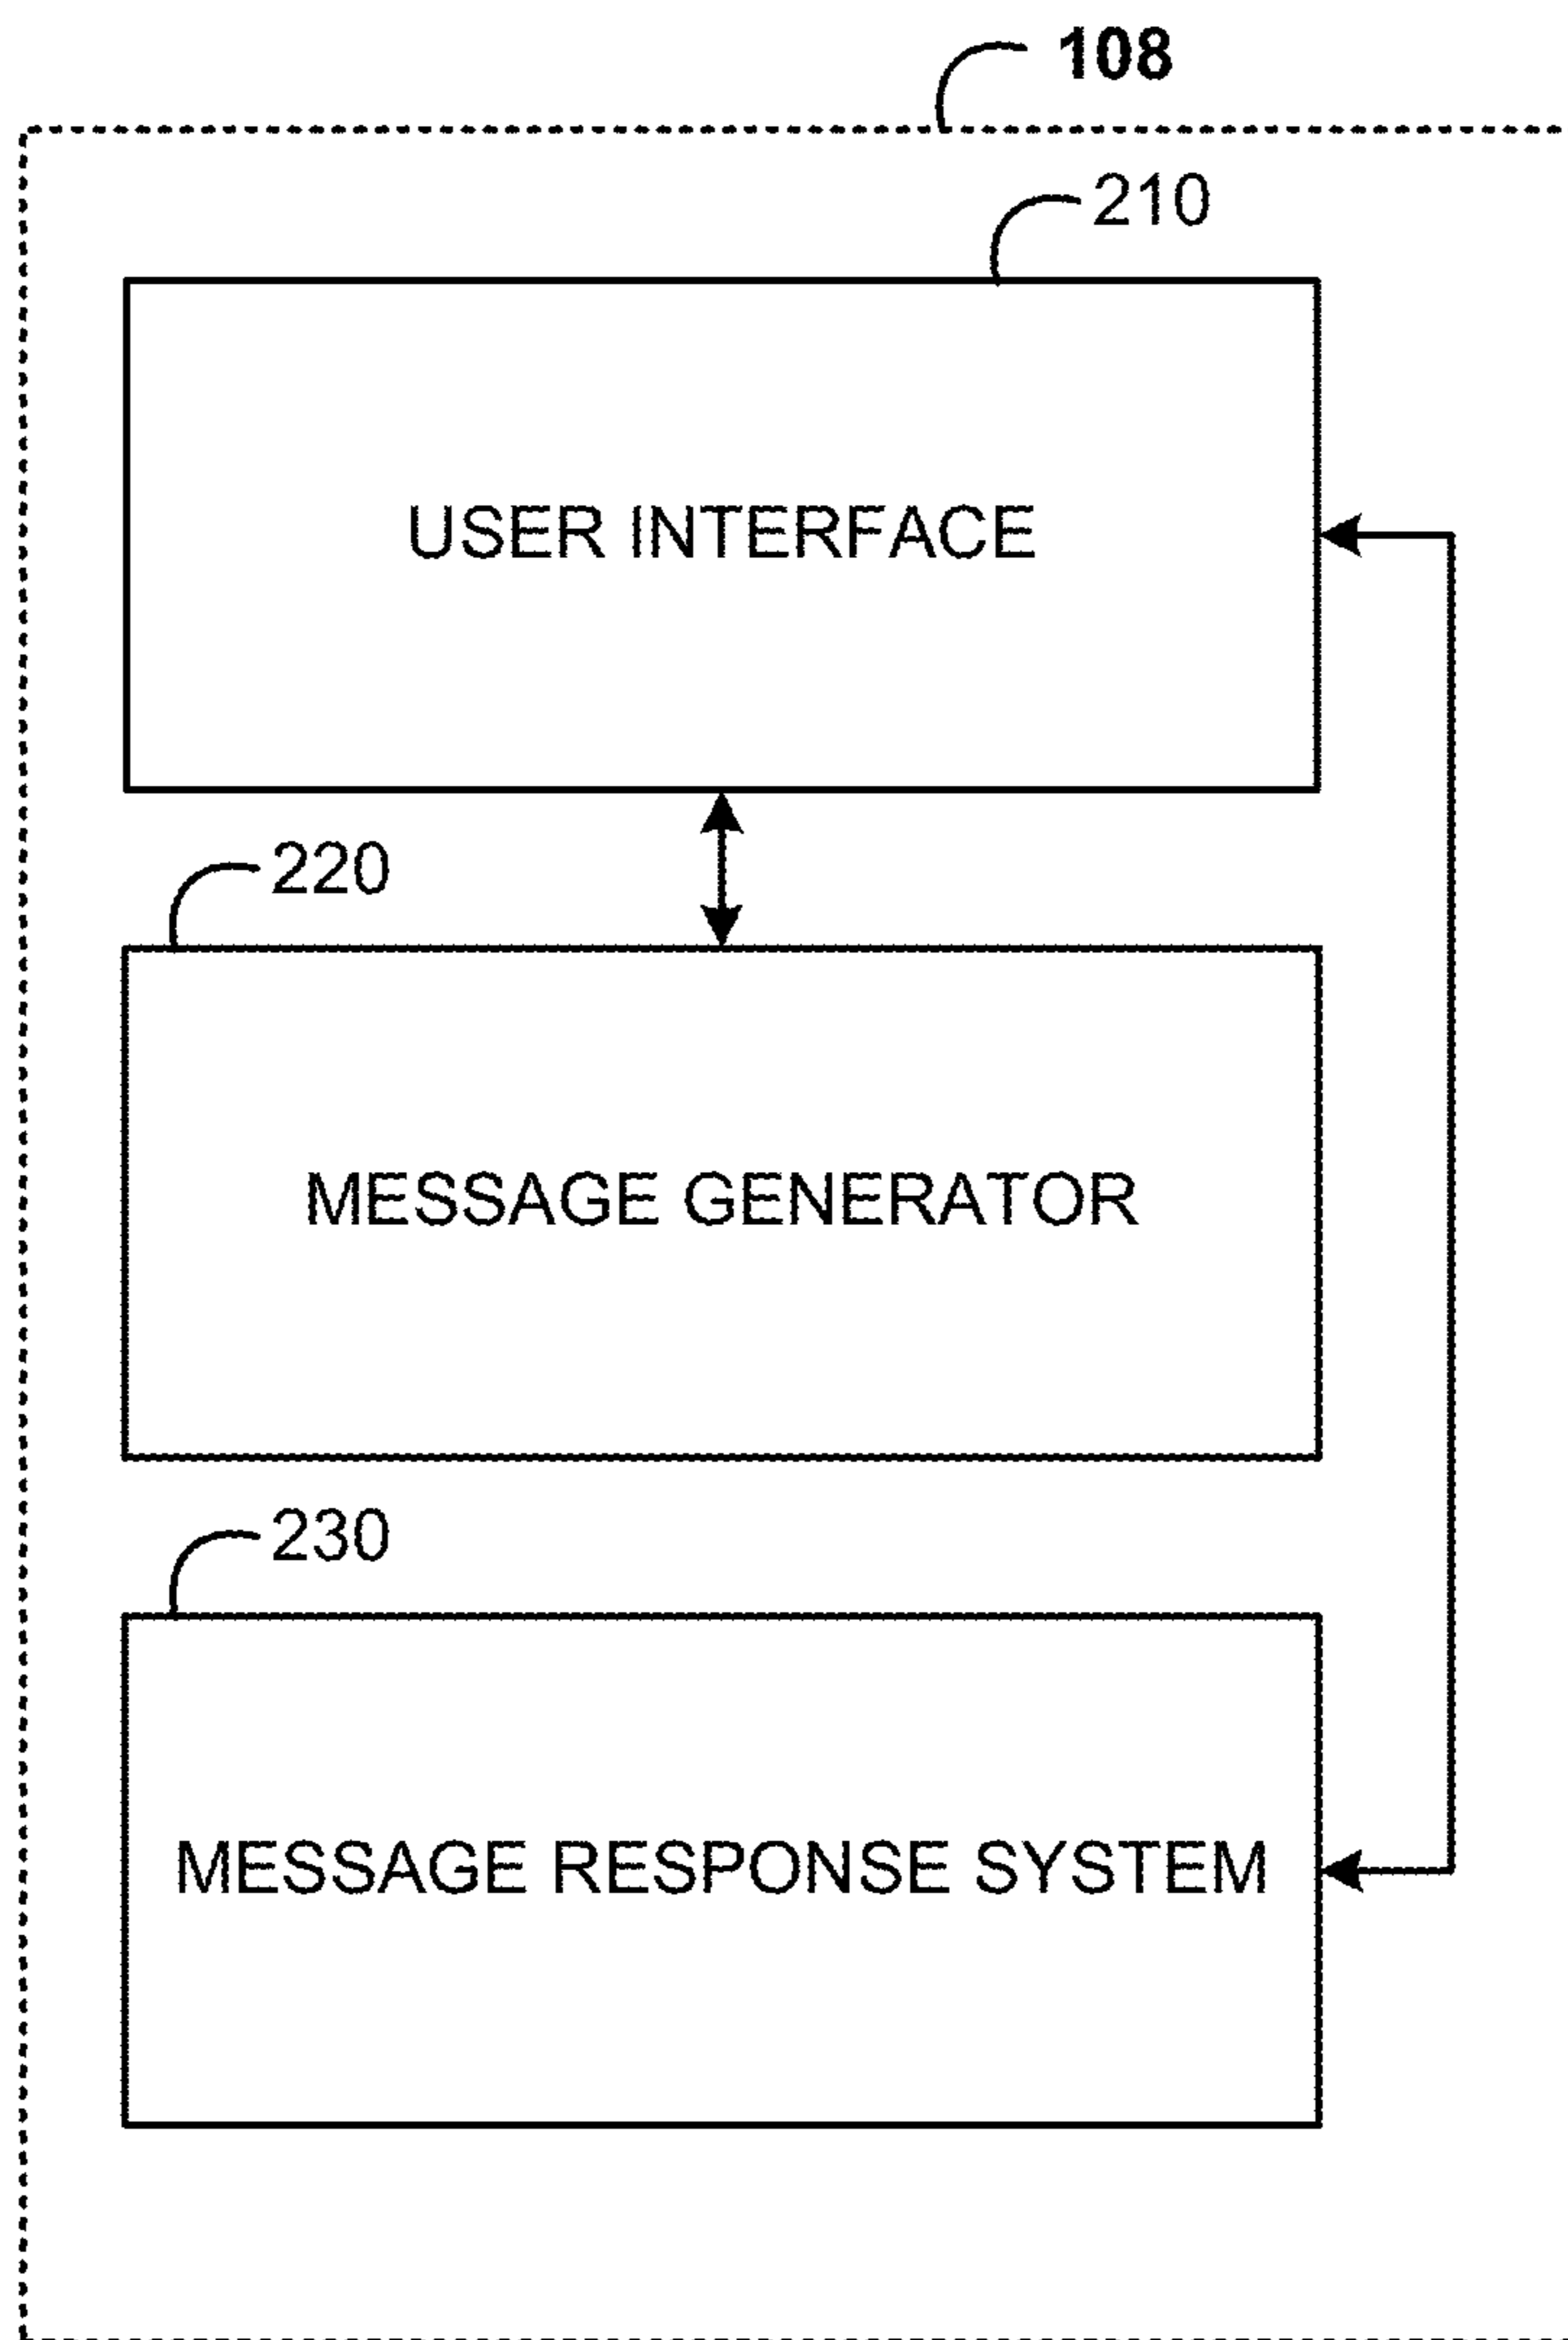 108
210
USER INTERFACE
220
MESSAGE GENERATOR
230
MESSAGE RESPONSE SYSTEM